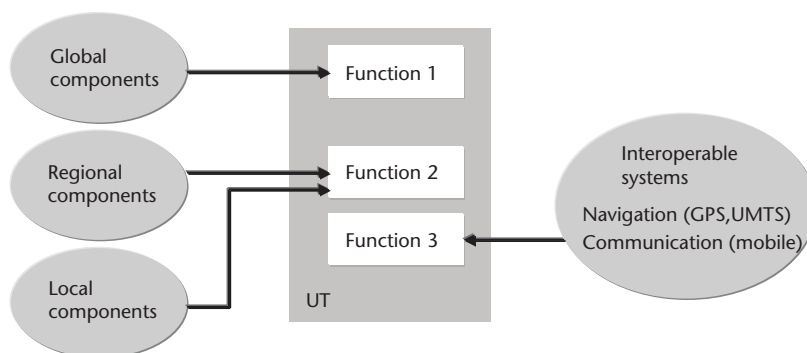 Global
components
Function 1
Regional
components
Function 2
Function 3
Local
components
UT
Interoperable
systems
Navigation (GPS,UMTS)
Communication (mobile)